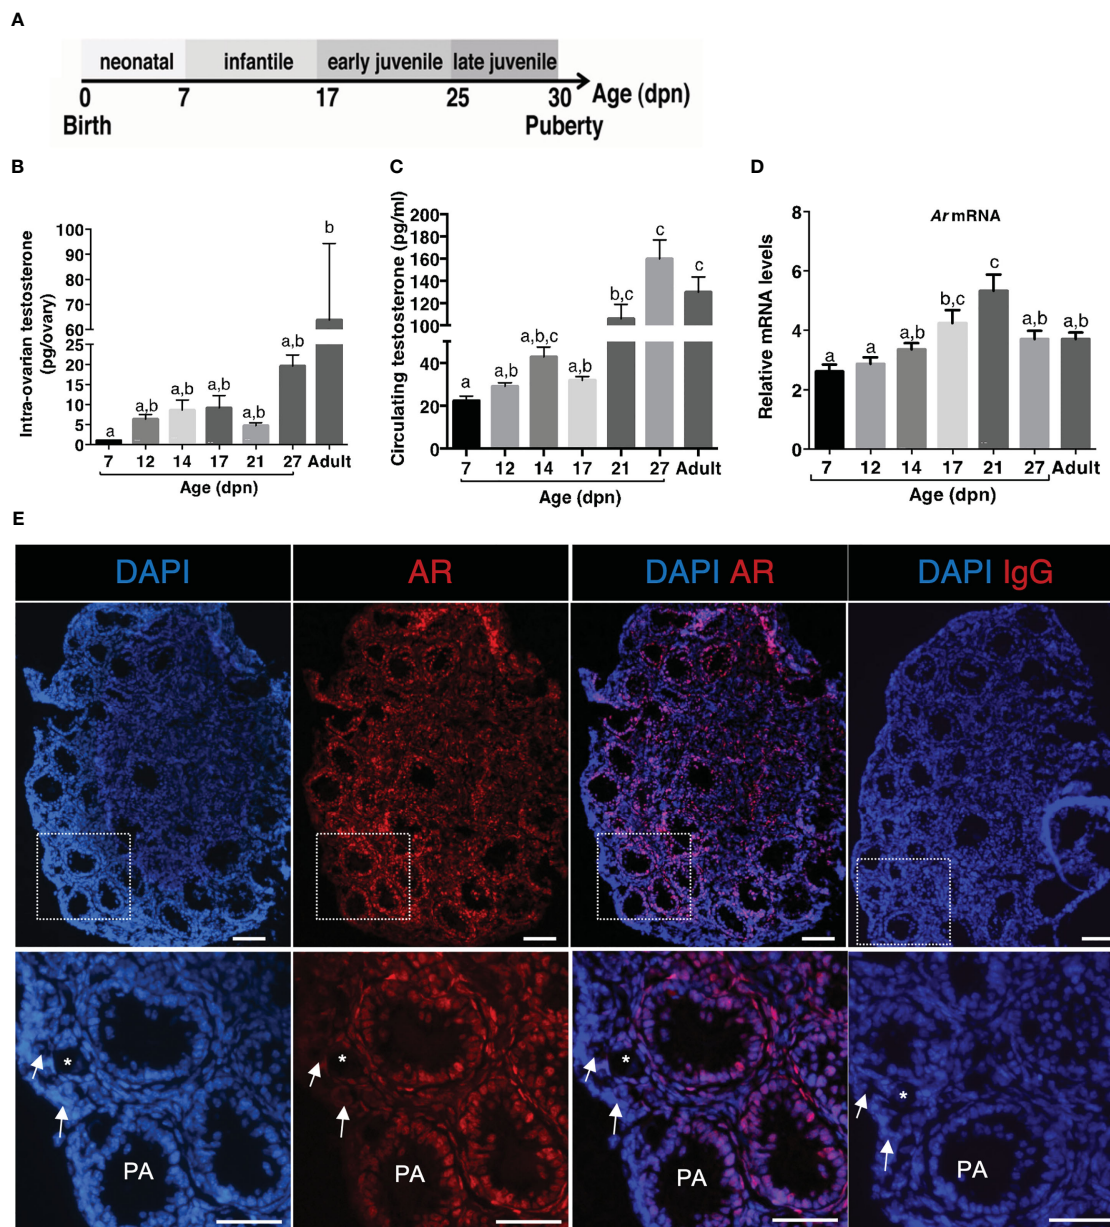 A
neonatal infantile early juvenile late juvenile
0 7 17 25 30 Age (dpn)
Birth Puberty
B
Intra-ovarian testosterone
(pg/ovary)
100
90
80
70
60
25
20
15
10
5
0
a a,b a,b a,b a,b a,b b
7 12 14 17 21 27 Adult
Age (dpn)
C
Circulating testosterone (pg/ml)
200
180
160
140
120
100
40
20
0
a a,b a,b,c a,b b,c c c
7 12 14 17 21 27 Adult
Age (dpn)
D
Ar mRNA
Relative mRNA levels
8
6
4
2
0
a a a,b b,c c a,b a,b
7 12 14 17 21 27 Adult
Age (dpn)
E
DAPI AR DAPI AR DAPI IgG
* * * *
PA PA PA PA